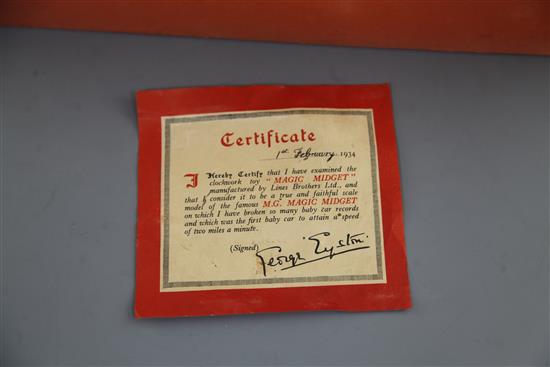 Certificate
1st February 1934
I Hereby Certify that I have examined the
clockwork toy "MAGIC MIDGET"
manufactured by Lines Brothers Ltd., and
that I consider it to be a true and faithful scale
model of the famous M.G. MAGIC MIDGET
on which I have broken so many baby car records
and which was the first baby car to attain a speed
of two miles a minute.
(Signed) George Eyston